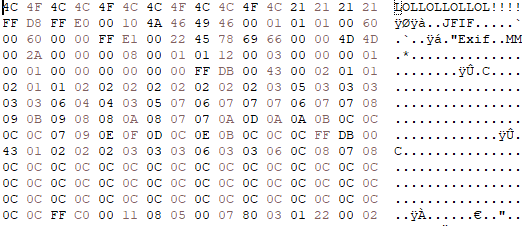 4C 4F 4C 4C 4F 4C 4C 4F 4C 4C 4F 4C 21 21 21 21 LOLLOLLOLLOL!!!!
FF D8 FF E0 00 10 4A 46 49 46 00 01 01 01 00 60 ÿØÿà..JFIF.....`
00 60 00 00 FF E1 00 22 45 78 69 66 00 00 4D 4D .`..ÿá."Exif..MM
00 2A 00 00 00 08 00 01 01 12 00 03 00 00 00 01 .*..............
00 01 00 00 00 00 00 00 FF DB 00 43 00 02 01 01 ........ÿÛ.C....
02 01 01 02 02 02 02 02 02 02 02 03 05 03 03 03 ................
03 03 06 04 04 03 05 07 06 07 07 07 06 07 07 08 ................
09 0B 09 08 08 0A 08 07 07 0A 0D 0A 0A 0B 0C 0C ................
0C 0C 07 09 0E 0F 0D 0C 0E 0B 0C 0C 0C FF DB 00 .............ÿÛ.
43 01 02 02 02 03 03 03 06 03 03 06 0C 08 07 08 C...............
0C 0C 0C 0C 0C 0C 0C 0C 0C 0C 0C 0C 0C 0C 0C 0C ................
0C 0C 0C 0C 0C 0C 0C 0C 0C 0C 0C 0C 0C 0C 0C 0C ................
0C 0C 0C 0C 0C 0C 0C 0C 0C 0C 0C 0C 0C 0C 0C 0C ................
0C 0C FF C0 00 11 08 05 00 07 80 03 01 22 00 02 ..ÿÀ......€.."..